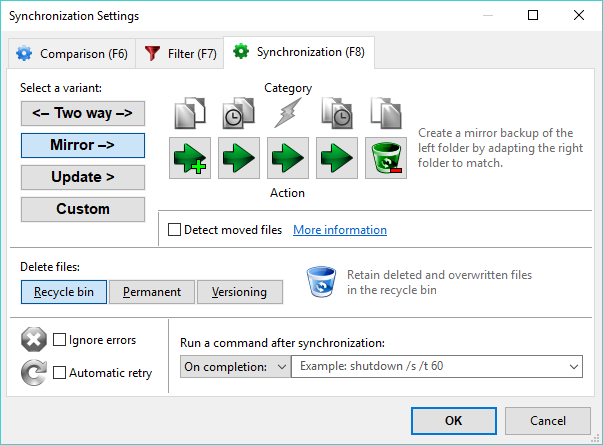 Synchronization Settings
Comparison (F6)
Filter (F7)
Synchronization (F8)
Select a variant:
<– Two way –>
Mirror –>
Update >
Custom
Category
Action
Create a mirror backup of the
left folder by adapting the right
folder to match.
Detect moved files
More information
Delete files:
Recycle bin
Permanent
Versioning
Retain deleted and overwritten files
in the recycle bin
Ignore errors
Automatic retry
Run a command after synchronization:
On completion:
Example: shutdown /s /t 60
OK
Cancel